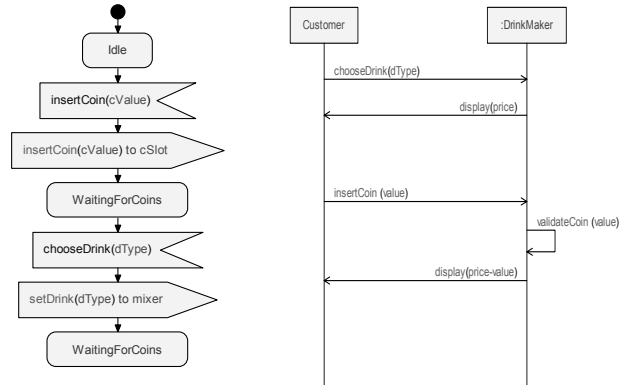 Idle
insertCoin(cValue)
insertCoin(cValue) to cSlot
WaitingForCoins
chooseDrink(dType)
setDrink(dType) to mixer
WaitingForCoins
Customer
:DrinkMaker
chooseDrink(dType)
display(price)
insertCoin (value)
validateCoin (value)
display(price-value)